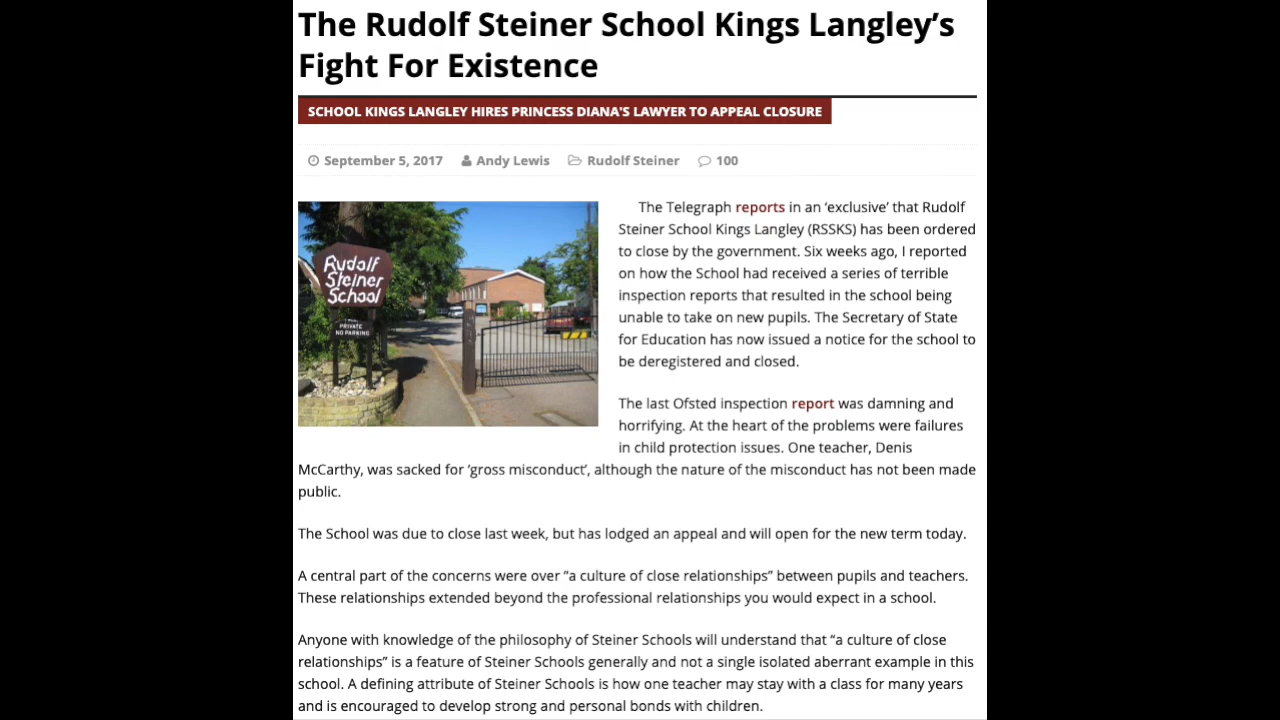 The Rudolf Steiner School Kings Langley’s
Fight For Existence
SCHOOL KINGS LANGLEY HIRES PRINCESS DIANA'S LAWYER TO APPEAL CLOSURE
September 5, 2017 Andy Lewis Rudolf Steiner 100
Rudolf
Steiner
School
PRIVATE
NO PARKING
The Telegraph reports in an ‘exclusive’ that Rudolf
Steiner School Kings Langley (RSSKS) has been ordered
to close by the government. Six weeks ago, I reported
on how the School had received a series of terrible
inspection reports that resulted in the school being
unable to take on new pupils. The Secretary of State
for Education has now issued a notice for the school to
be deregistered and closed.
The last Ofsted inspection report was damning and
horrifying. At the heart of the problems were failures
in child protection issues. One teacher, Denis
McCarthy, was sacked for ‘gross misconduct’, although the nature of the misconduct has not been made
public.
The School was due to close last week, but has lodged an appeal and will open for the new term today.
A central part of the concerns were over “a culture of close relationships” between pupils and teachers.
These relationships extended beyond the professional relationships you would expect in a school.
Anyone with knowledge of the philosophy of Steiner Schools will understand that “a culture of close
relationships” is a feature of Steiner Schools generally and not a single isolated aberrant example in this
school. A defining attribute of Steiner Schools is how one teacher may stay with a class for many years
and is encouraged to develop strong and personal bonds with children.